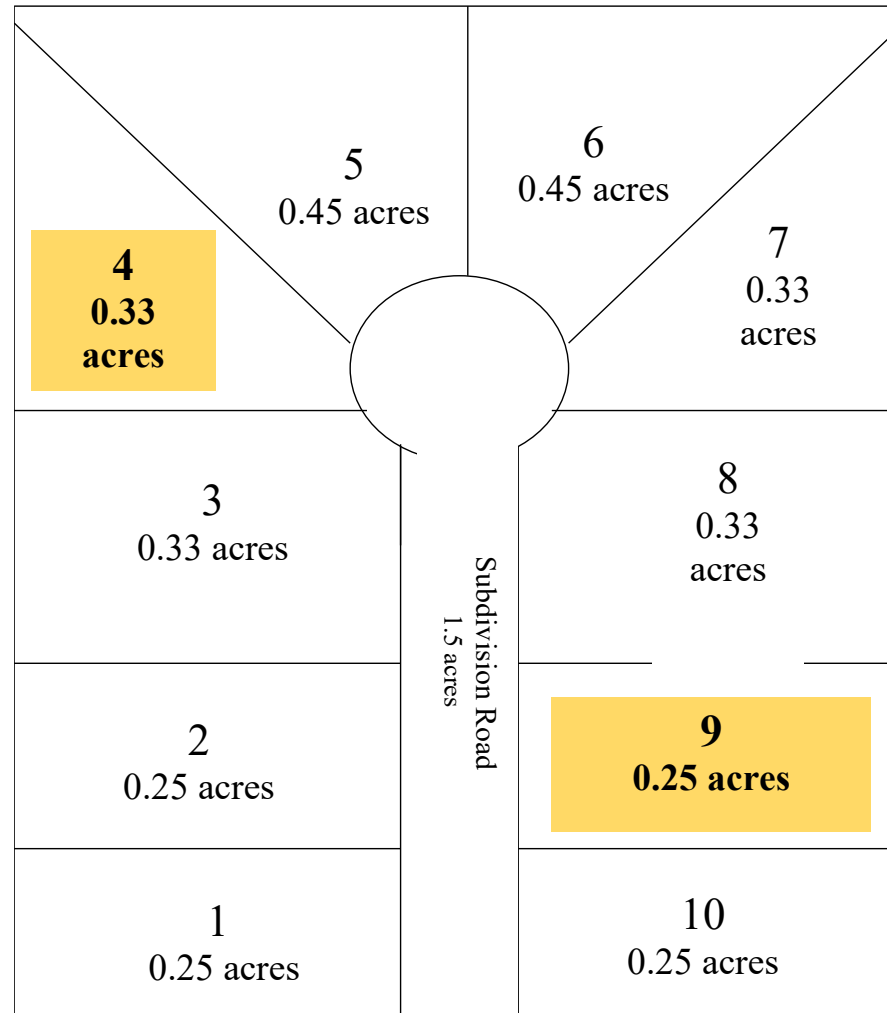 5
0.45 acres
6
0.45 acres
4
0.33
acres
7
0.33
acres
3
0.33 acres
8
0.33
acres
Subdivision Road
1.5 acres
2
0.25 acres
9
0.25 acres
1
0.25 acres
10
0.25 acres